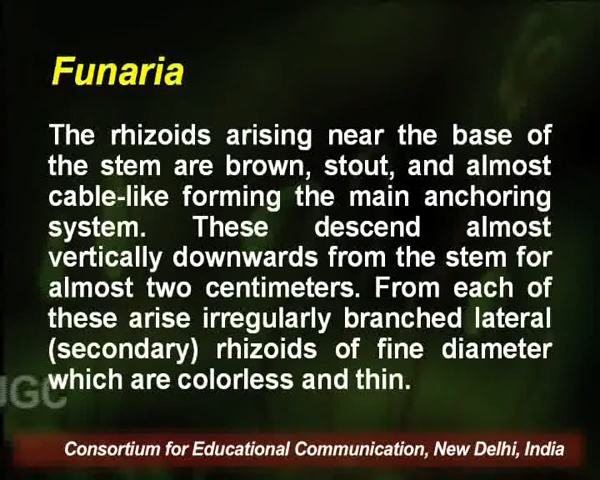 Funaria
The rhizoids arising near the base of
the stem are brown, stout, and almost
cable-like forming the main anchoring
system. These descend almost
vertically downwards from the stem for
almost two centimeters. From each of
these arise irregularly branched lateral
(secondary) rhizoids of fine diameter
which are colorless and thin.
Consortium for Educational Communication, New Delhi, India